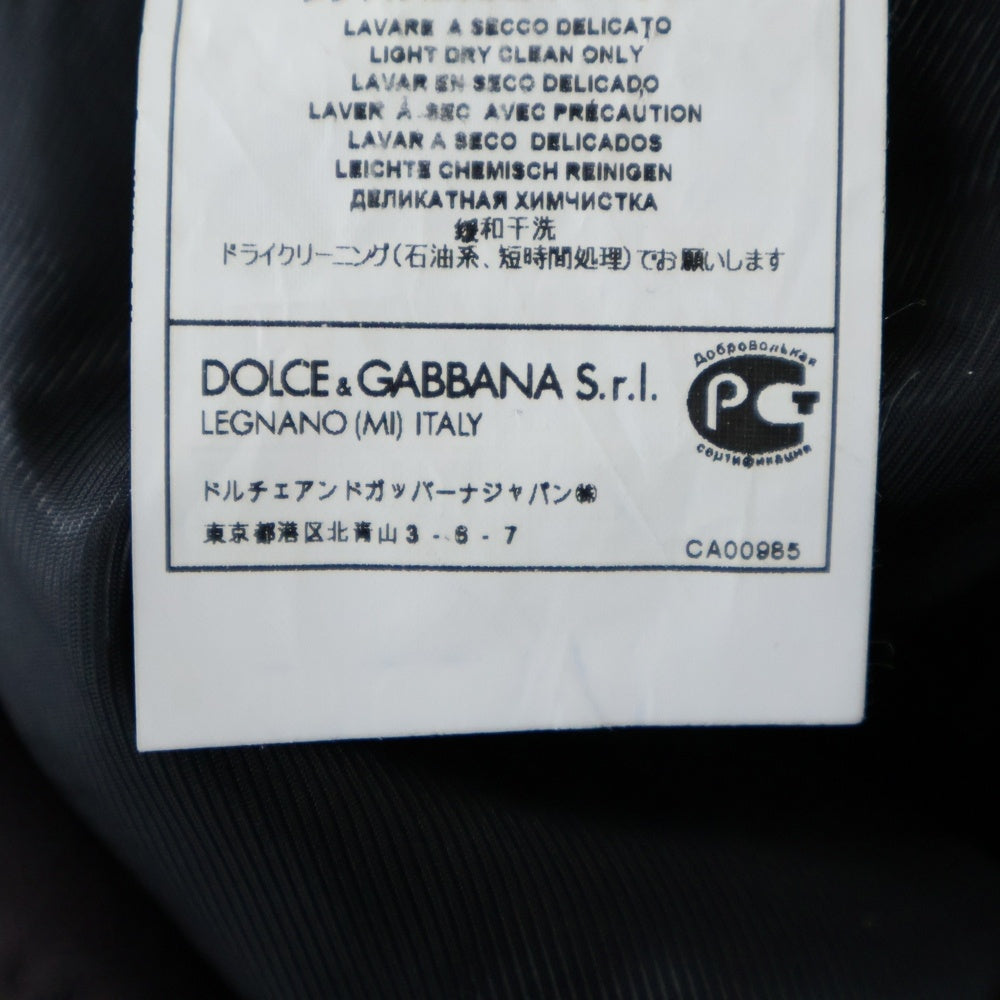 LAVARE A SECCO DELICATO
LIGHT DRY CLEAN ONLY
LAVAR EN SECO DELICADO
LAVER À SEC AVEC PRÉCAUTION
LAVAR A SECO DELICADOS
LEICHTE CHEMISCH REINIGEN
ДЕЛИКАТНАЯ ХИМЧИСТКА
缓和干洗
ドライクリーニング(石油系、短時間処理)でお願いします
DOLCE & GABBANA S.r.l.
LEGNANO (MI) ITALY
Добровольная
РСТ
сертификация
ドルチェアンドガッバーナジャパン㈱
東京都港区北青山3-6-7
CA00985